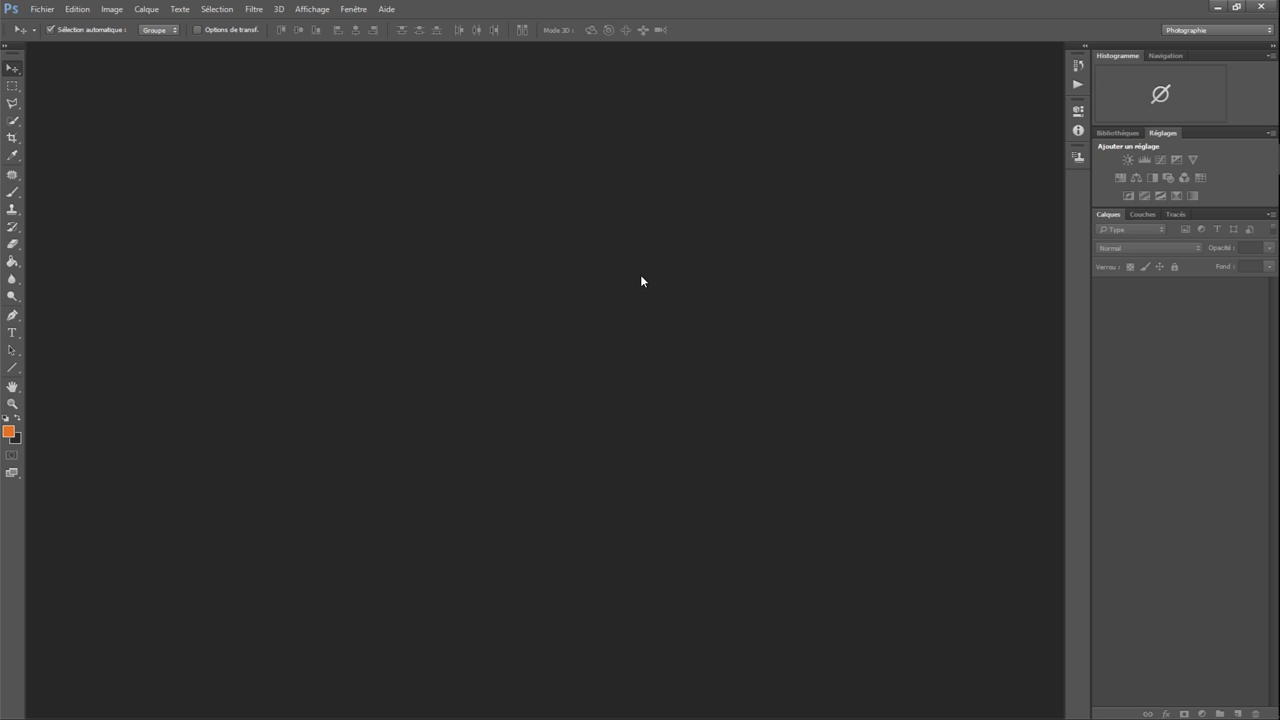 Ps Fichier Edition Image Calque Texte Sélection Filtre 3D Affichage Fenêtre Aide
Sélection automatique : Groupe Options de transf. Mode 3D : Photographie
Histogramme Navigation
Bibliothèques Réglages
Ajouter un réglage
Calques Couches Tracés
Type
Normal Opacité :
Verrou : Fond :
fx